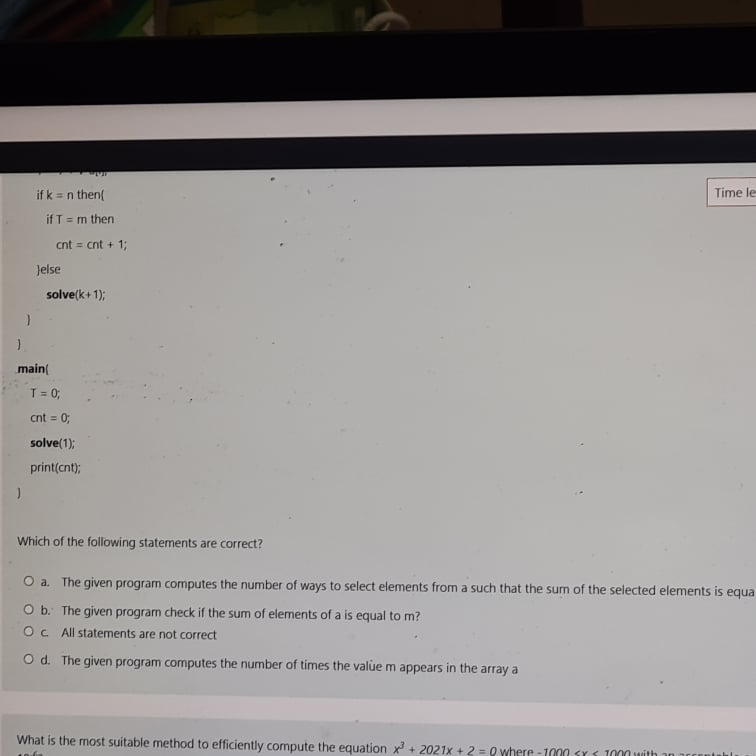 if k = n then{
Time le
if T = m then
cnt = cnt + 1;
}else
solve(k+1);
}
}
main{
T = 0;
cnt = 0;
solve(1);
print(cnt);
}
Which of the following statements are correct?
a. The given program computes the number of ways to select elements from a such that the sum of the selected elements is equa
b. The given program check if the sum of elements of a is equal to m?
c. All statements are not correct
d. The given program computes the number of times the value m appears in the array a
What is the most suitable method to efficiently compute the equation x³ + 2021x + 2 = 0 where -1000 <x < 1000 with an